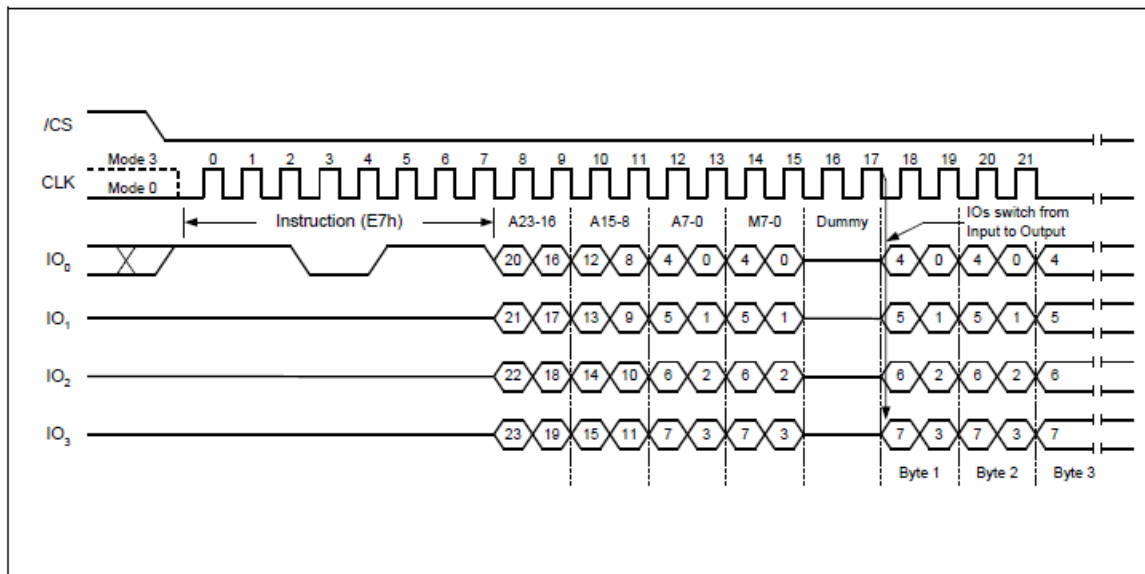 /CS
Mode 3 0 1 2 3 4 5 6 7 8 9 10 11 12 13 14 15 16 17 18 19 20 21
CLK Mode 0
Instruction (E7h) A23-16 A15-8 A7-0 M7-0 Dummy IOs switch from
Input to Output
IO0 20 16 12 8 4 0 4 0 4 0 4 0 4
IO1 21 17 13 9 5 1 5 1 5 1 5 1 5
IO2 22 18 14 10 6 2 6 2 6 2 6 2 6
IO3 23 19 15 11 7 3 7 3 7 3 7 3 7
Byte 1 Byte 2 Byte 3